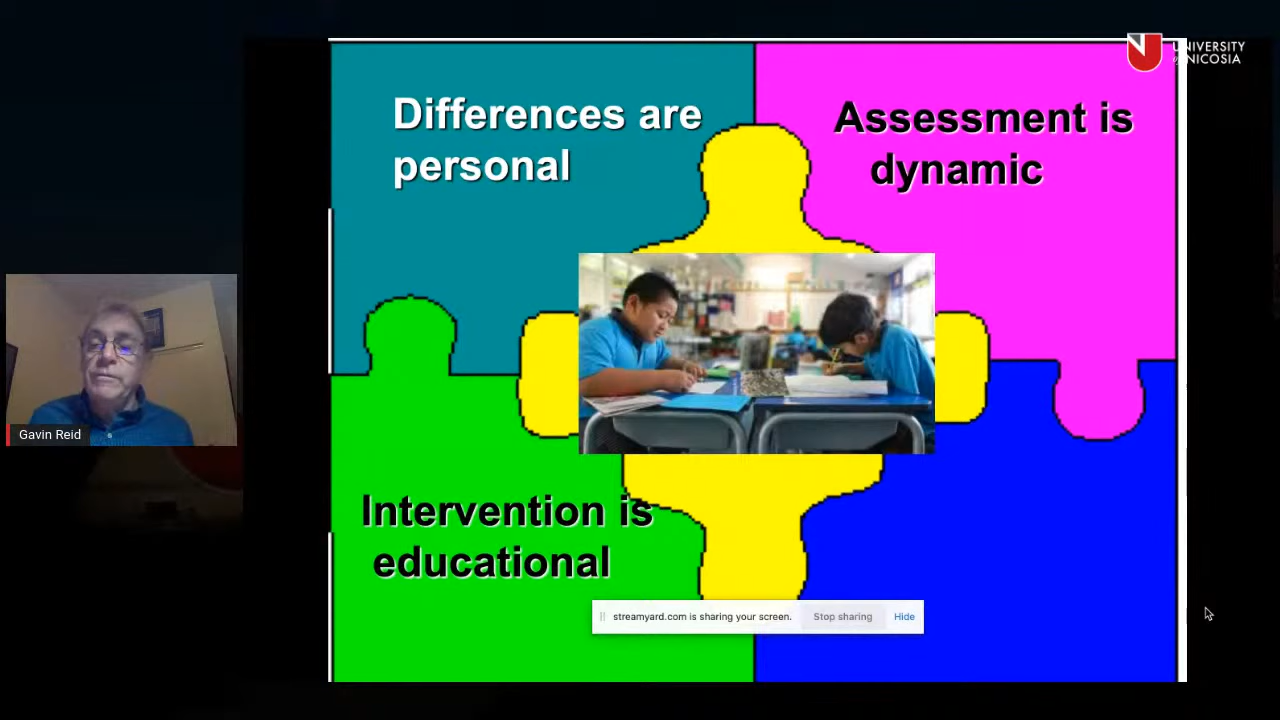 UNIVERSITY
of NICOSIA
Differences are
personal
Assessment is
dynamic
Gavin Reid
Intervention is
educational
streamyard.com is sharing your screen. Stop sharing Hide